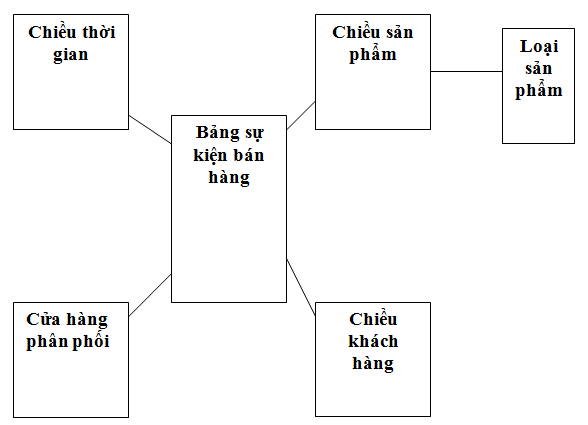 Chiều thời
gian
Chiều sản
phẩm
Loại
sản
phẩm
Bảng sự
kiện bán
hàng
Cửa hàng
phân phối
Chiều
khách
hàng